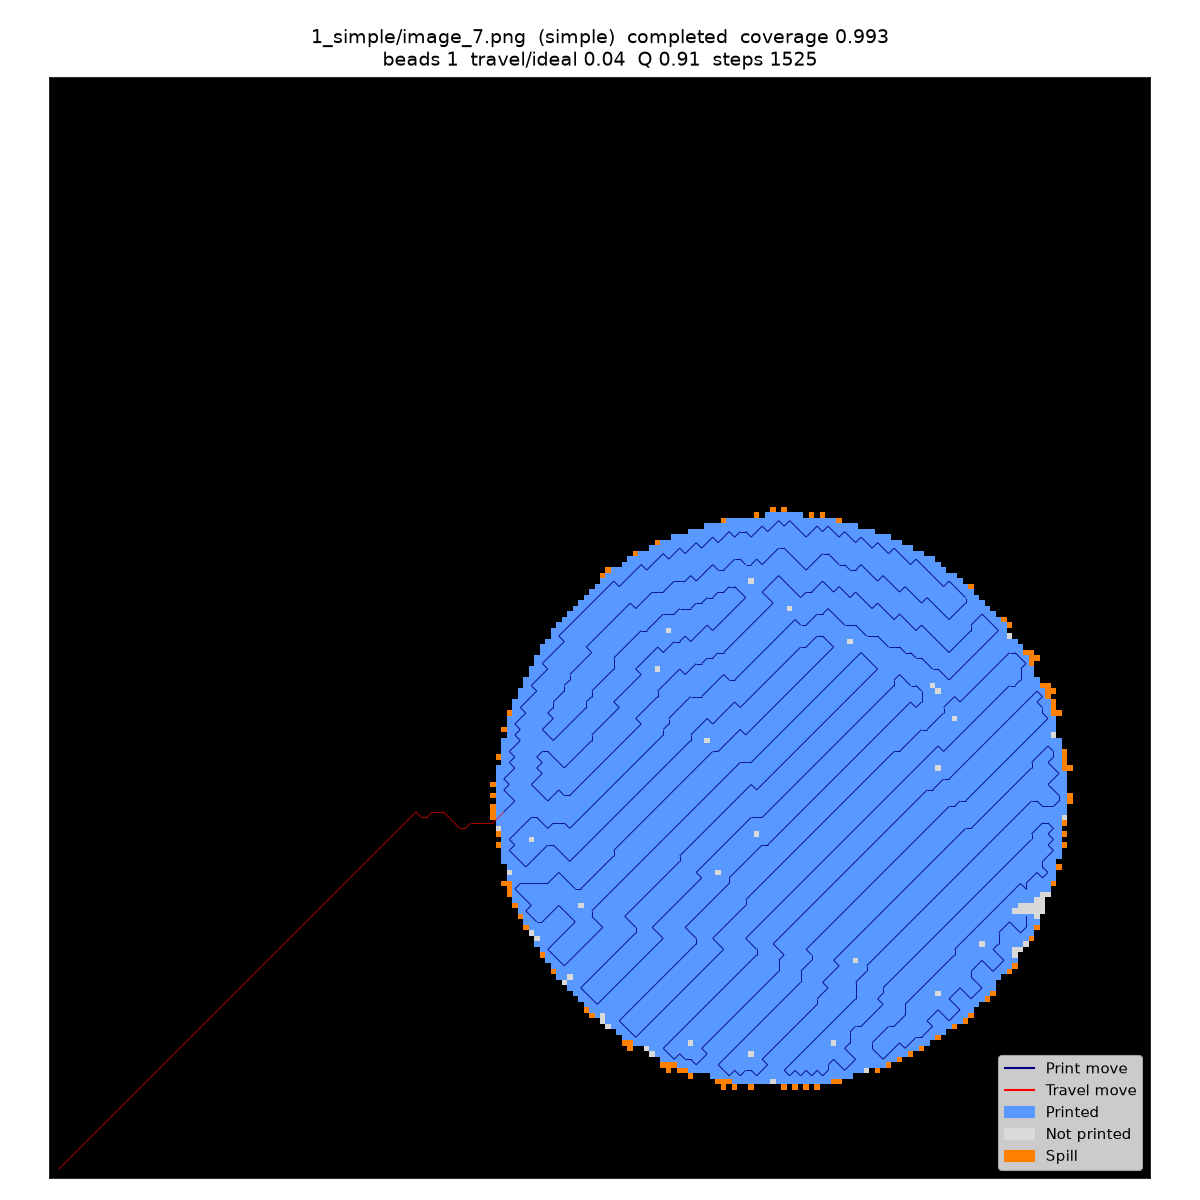 1_simple/image_7.png  (simple)  completed  coverage 0.993
beads 1  travel/ideal 0.04  Q 0.91  steps 1525
Print move
Travel move
Printed
Not printed
Spill